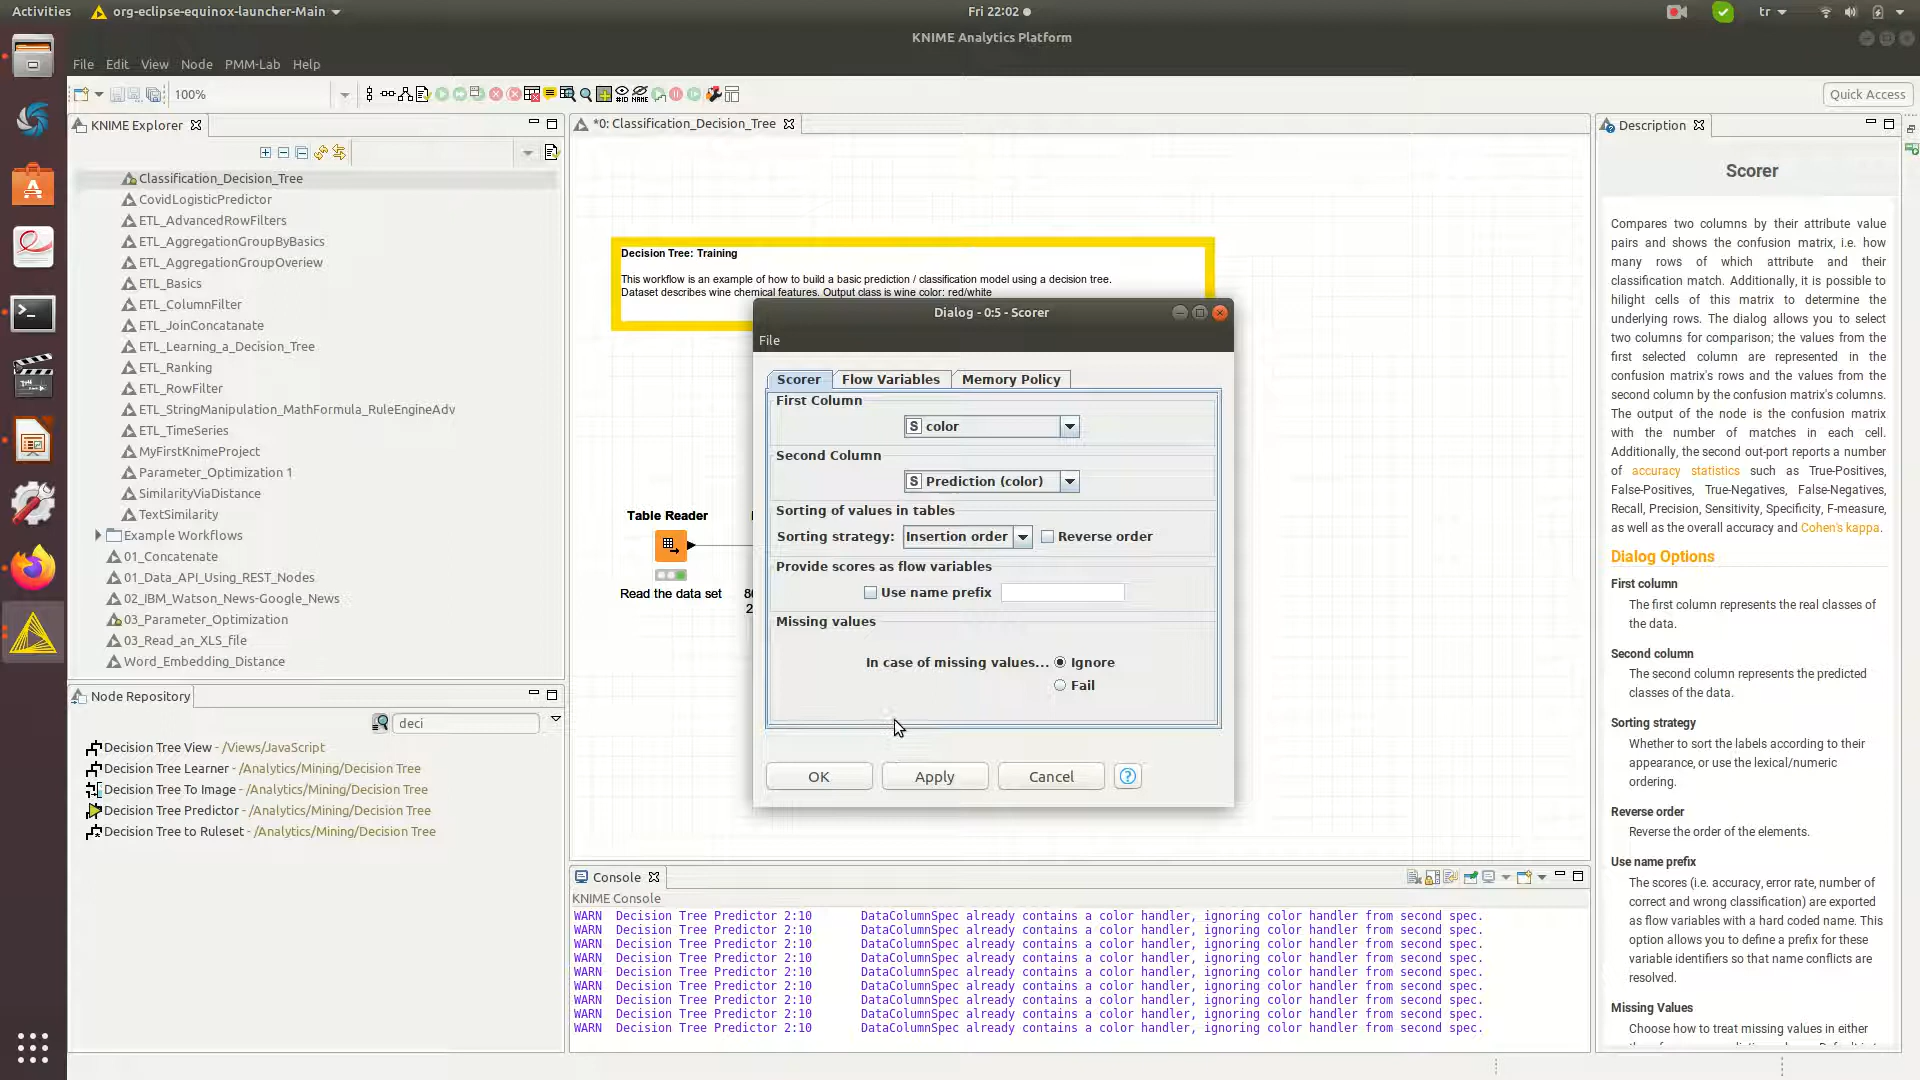 Activities
org-eclipse-equinox-launcher-Main
Fri 22:02
tr
KNIME Analytics Platform
File Edit View Node PMM-Lab Help
100%
Quick Access
KNIME Explorer
Classification_Decision_Tree
CovidLogisticPredictor
ETL_AdvancedRowFilters
ETL_AggregationGroupByBasics
ETL_AggregationGroupOveriew
ETL_Basics
ETL_ColumnFilter
ETL_JoinConcatanate
ETL_Learning_a_Decision_Tree
ETL_Ranking
ETL_RowFilter
ETL_StringManipulation_MathFormula_RuleEngineAdv
ETL_TimeSeries
MyFirstKnimeProject
Parameter_Optimization 1
SimilarityViaDistance
TextSimilarity
Example Workflows
01_Concatenate
01_Data_API_Using_REST_Nodes
02_IBM_Watson_News-Google_News
03_Parameter_Optimization
03_Read_an_XLS_file
Word_Embedding_Distance
Node Repository
deci
Decision Tree View - /Views/JavaScript
Decision Tree Learner - /Analytics/Mining/Decision Tree
Decision Tree To Image - /Analytics/Mining/Decision Tree
Decision Tree Predictor - /Analytics/Mining/Decision Tree
Decision Tree to Ruleset - /Analytics/Mining/Decision Tree
*0: Classification_Decision_Tree
Decision Tree: Training
This workflow is an example of how to build a basic prediction / classification model using a decision tree.
Dataset describes wine chemical features. Output class is wine color: red/white
Table Reader
Read the data set
Dialog - 0:5 - Scorer
File
Scorer Flow Variables Memory Policy
First Column
S color
Second Column
S Prediction (color)
Sorting of values in tables
Sorting strategy: Insertion order Reverse order
Provide scores as flow variables
Use name prefix
Missing values
In case of missing values... Ignore
Fail
OK Apply Cancel ?
Console
KNIME Console
WARN Decision Tree Predictor 2:10 DataColumnSpec already contains a color handler, ignoring color handler from second spec.
WARN Decision Tree Predictor 2:10 DataColumnSpec already contains a color handler, ignoring color handler from second spec.
WARN Decision Tree Predictor 2:10 DataColumnSpec already contains a color handler, ignoring color handler from second spec.
WARN Decision Tree Predictor 2:10 DataColumnSpec already contains a color handler, ignoring color handler from second spec.
WARN Decision Tree Predictor 2:10 DataColumnSpec already contains a color handler, ignoring color handler from second spec.
WARN Decision Tree Predictor 2:10 DataColumnSpec already contains a color handler, ignoring color handler from second spec.
WARN Decision Tree Predictor 2:10 DataColumnSpec already contains a color handler, ignoring color handler from second spec.
WARN Decision Tree Predictor 2:10 DataColumnSpec already contains a color handler, ignoring color handler from second spec.
WARN Decision Tree Predictor 2:10 DataColumnSpec already contains a color handler, ignoring color handler from second spec.
Description
Scorer
Compares two columns by their attribute value
pairs and shows the confusion matrix, i.e. how
many rows of which attribute and their
classification match. Additionally, it is possible to
hilight cells of this matrix to determine the
underlying rows. The dialog allows you to select
two columns for comparison; the values from the
first selected column are represented in the
confusion matrix's rows and the values from the
second column by the confusion matrix's columns.
The output of the node is the confusion matrix
with the number of matches in each cell.
Additionally, the second out-port reports a number
of accuracy statistics such as True-Positives,
False-Positives, True-Negatives, False-Negatives,
Recall, Precision, Sensitivity, Specificity, F-measure,
as well as the overall accuracy and Cohen's kappa.
Dialog Options
First column
The first column represents the real classes of
the data.
Second column
The second column represents the predicted
classes of the data.
Sorting strategy
Whether to sort the labels according to their
appearance, or use the lexical/numeric
ordering.
Reverse order
Reverse the order of the elements.
Use name prefix
The scores (i.e. accuracy, error rate, number of
correct and wrong classification) are exported
as flow variables with a hard coded name. This
option allows you to define a prefix for these
variable identifiers so that name conflicts are
resolved.
Missing Values
Choose how to treat missing values in either